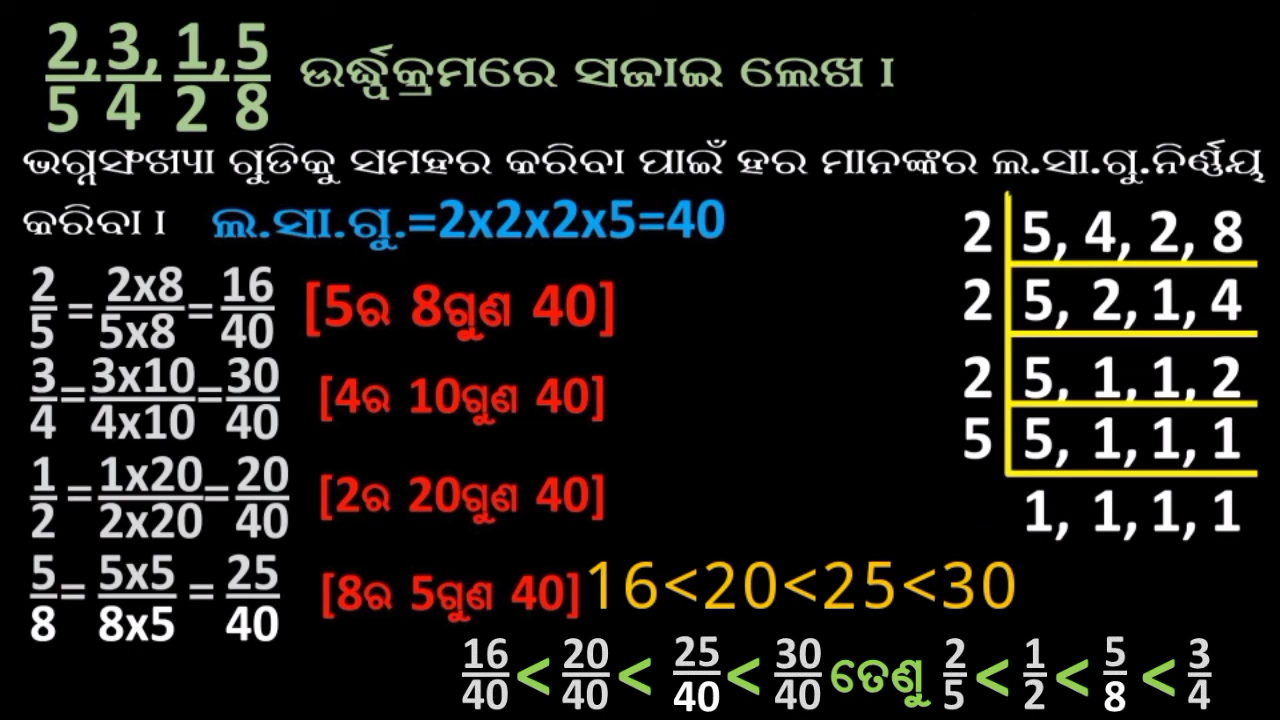 2/5, 3/4, 1/2, 5/8 ଊର୍ଦ୍ଧ୍ୱକ୍ରମରେ ସଜାଇ ଲେଖ ।
ଭଗ୍ନସଂଖ୍ୟା ଗୁଡିକୁ ସମହର କରିବା ପାଇଁ ହର ମାନଙ୍କର ଲ.ସା.ଗୁ.ନିର୍ଣ୍ଣୟ
କରିବା । ଲ.ସା.ଗୁ.=2x2x2x5=40
2/5 = 2x8/5x8 = 16/40 [5ର 8ଗୁଣ 40]
3/4 = 3x10/4x10 = 30/40 [4ର 10ଗୁଣ 40]
1/2 = 1x20/2x20 = 20/40 [2ର 20ଗୁଣ 40]
5/8 = 5x5/8x5 = 25/40 [8ର 5ଗୁଣ 40]
2 5, 4, 2, 8
2 5, 2, 1, 4
2 5, 1, 1, 2
5 5, 1, 1, 1
1, 1, 1, 1
16<20<25<30
16/40 < 20/40 < 25/40 < 30/40 ତେଣୁ 2/5 < 1/2 < 5/8 < 3/4